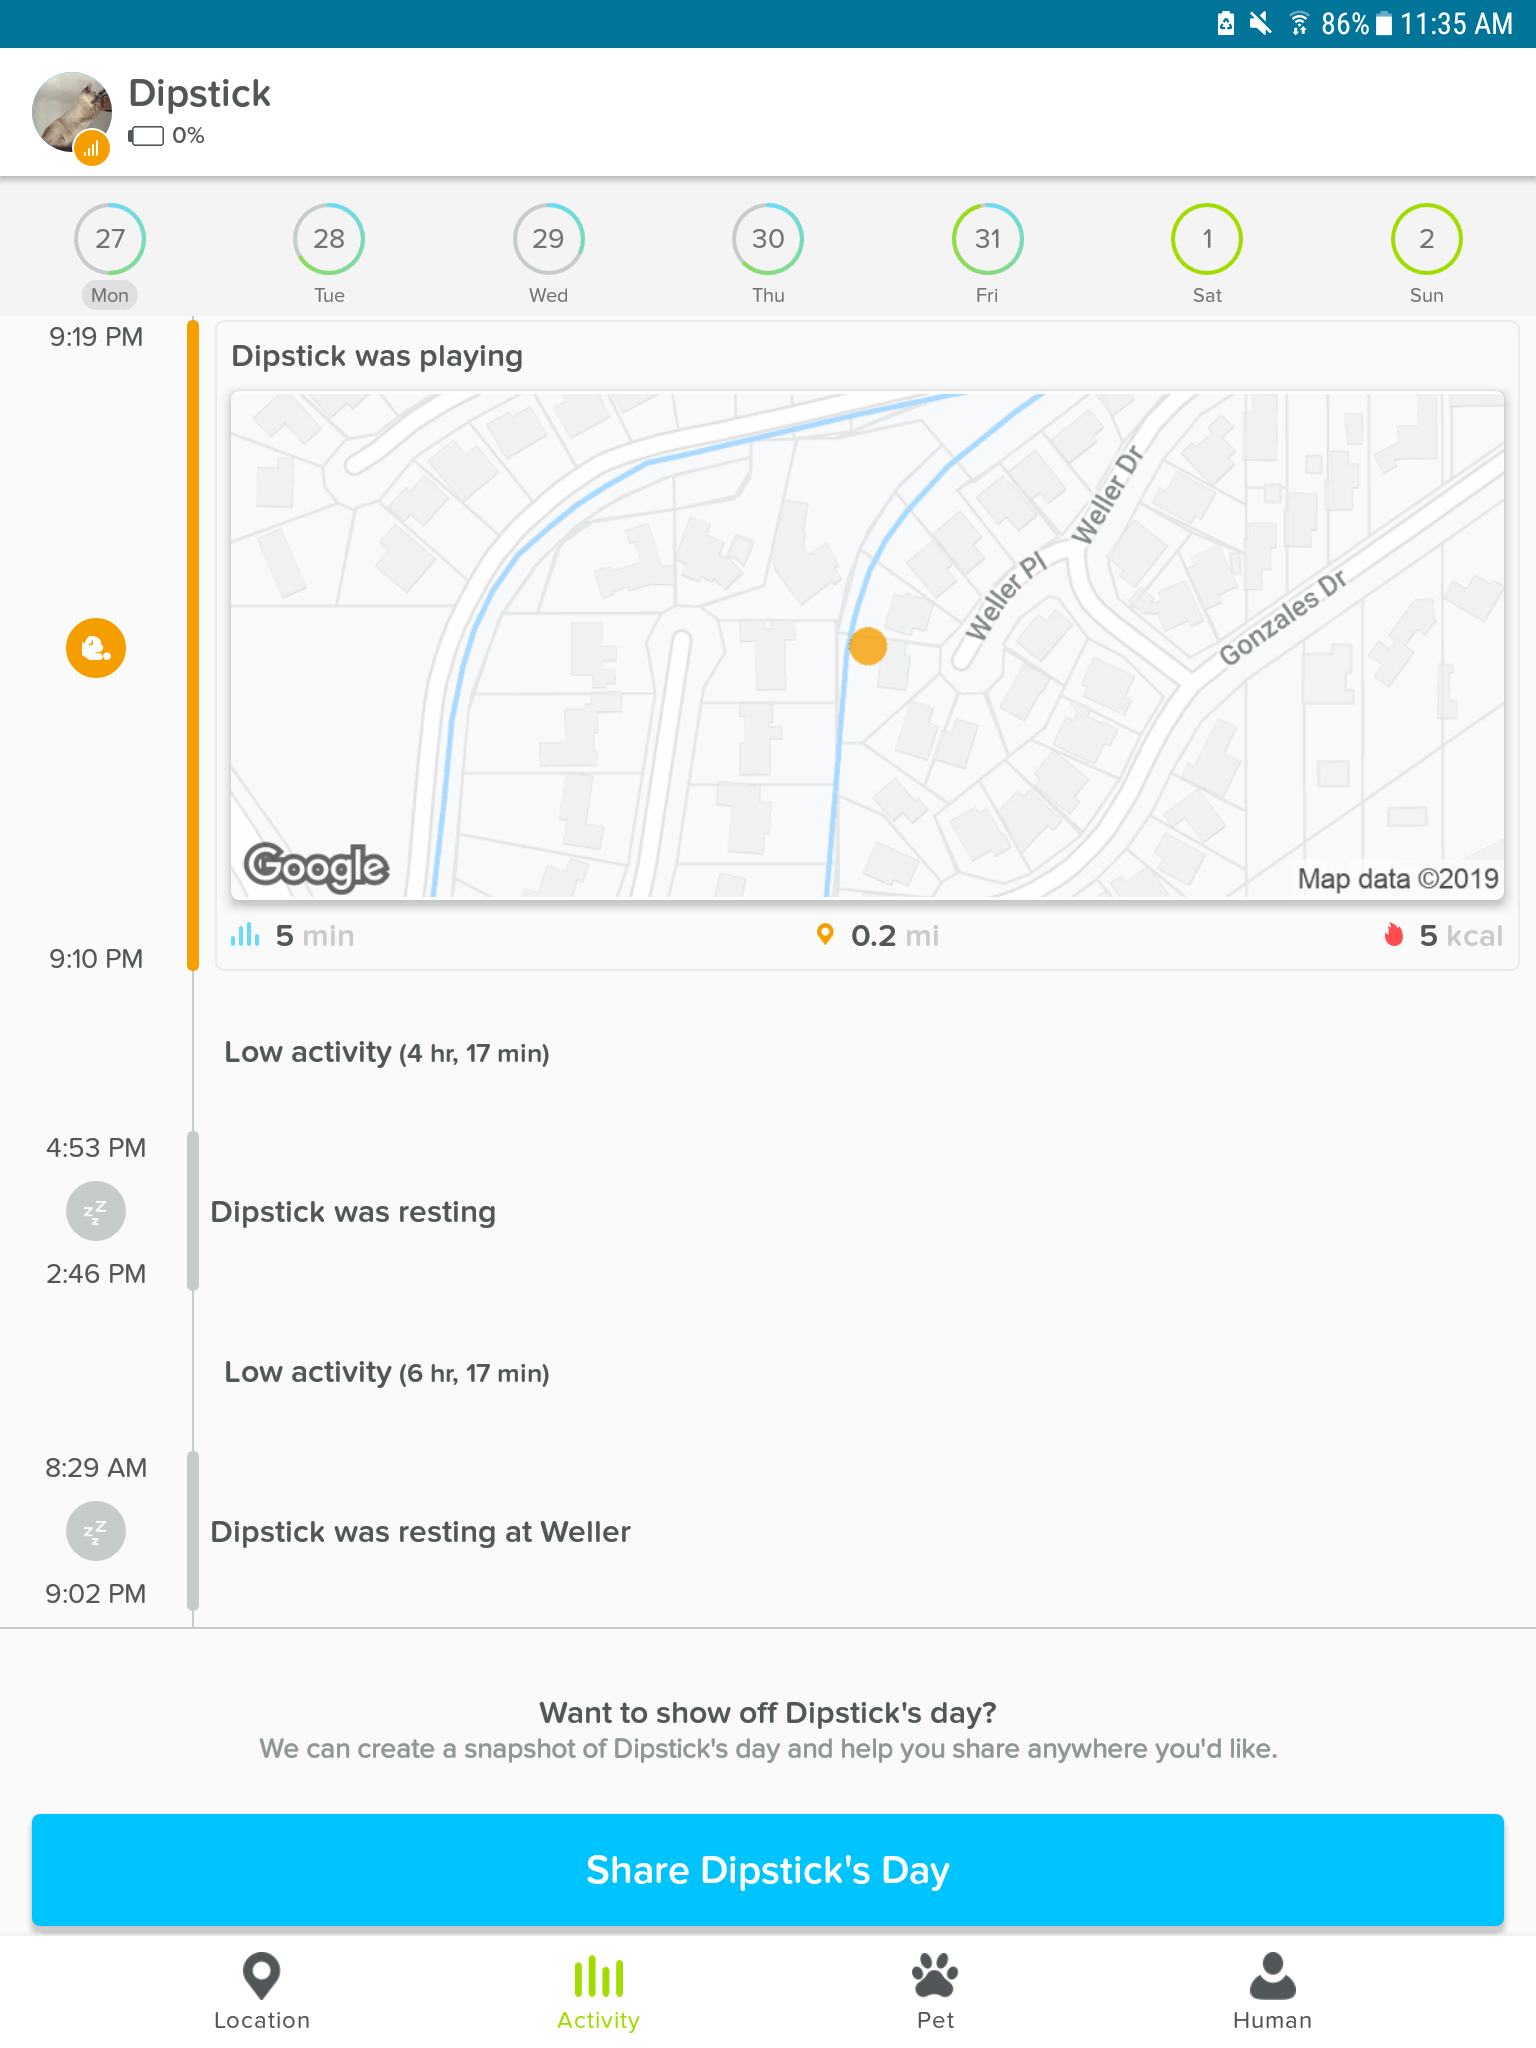 86% 11:35 AM
Dipstick
0%
27 28 29 30 31 1 2
Mon Tue Wed Thu Fri Sat Sun
9:19 PM
Dipstick was playing
Weller Dr
Weller Pl
Gonzales Dr
Google
Map data ©2019
5 min 0.2 mi 5 kcal
9:10 PM
Low activity (4 hr, 17 min)
4:53 PM
zZz
Dipstick was resting
2:46 PM
Low activity (6 hr, 17 min)
8:29 AM
zZz
Dipstick was resting at Weller
9:02 PM
Want to show off Dipstick's day?
We can create a snapshot of Dipstick's day and help you share anywhere you'd like.
Share Dipstick's Day
Location Activity Pet Human